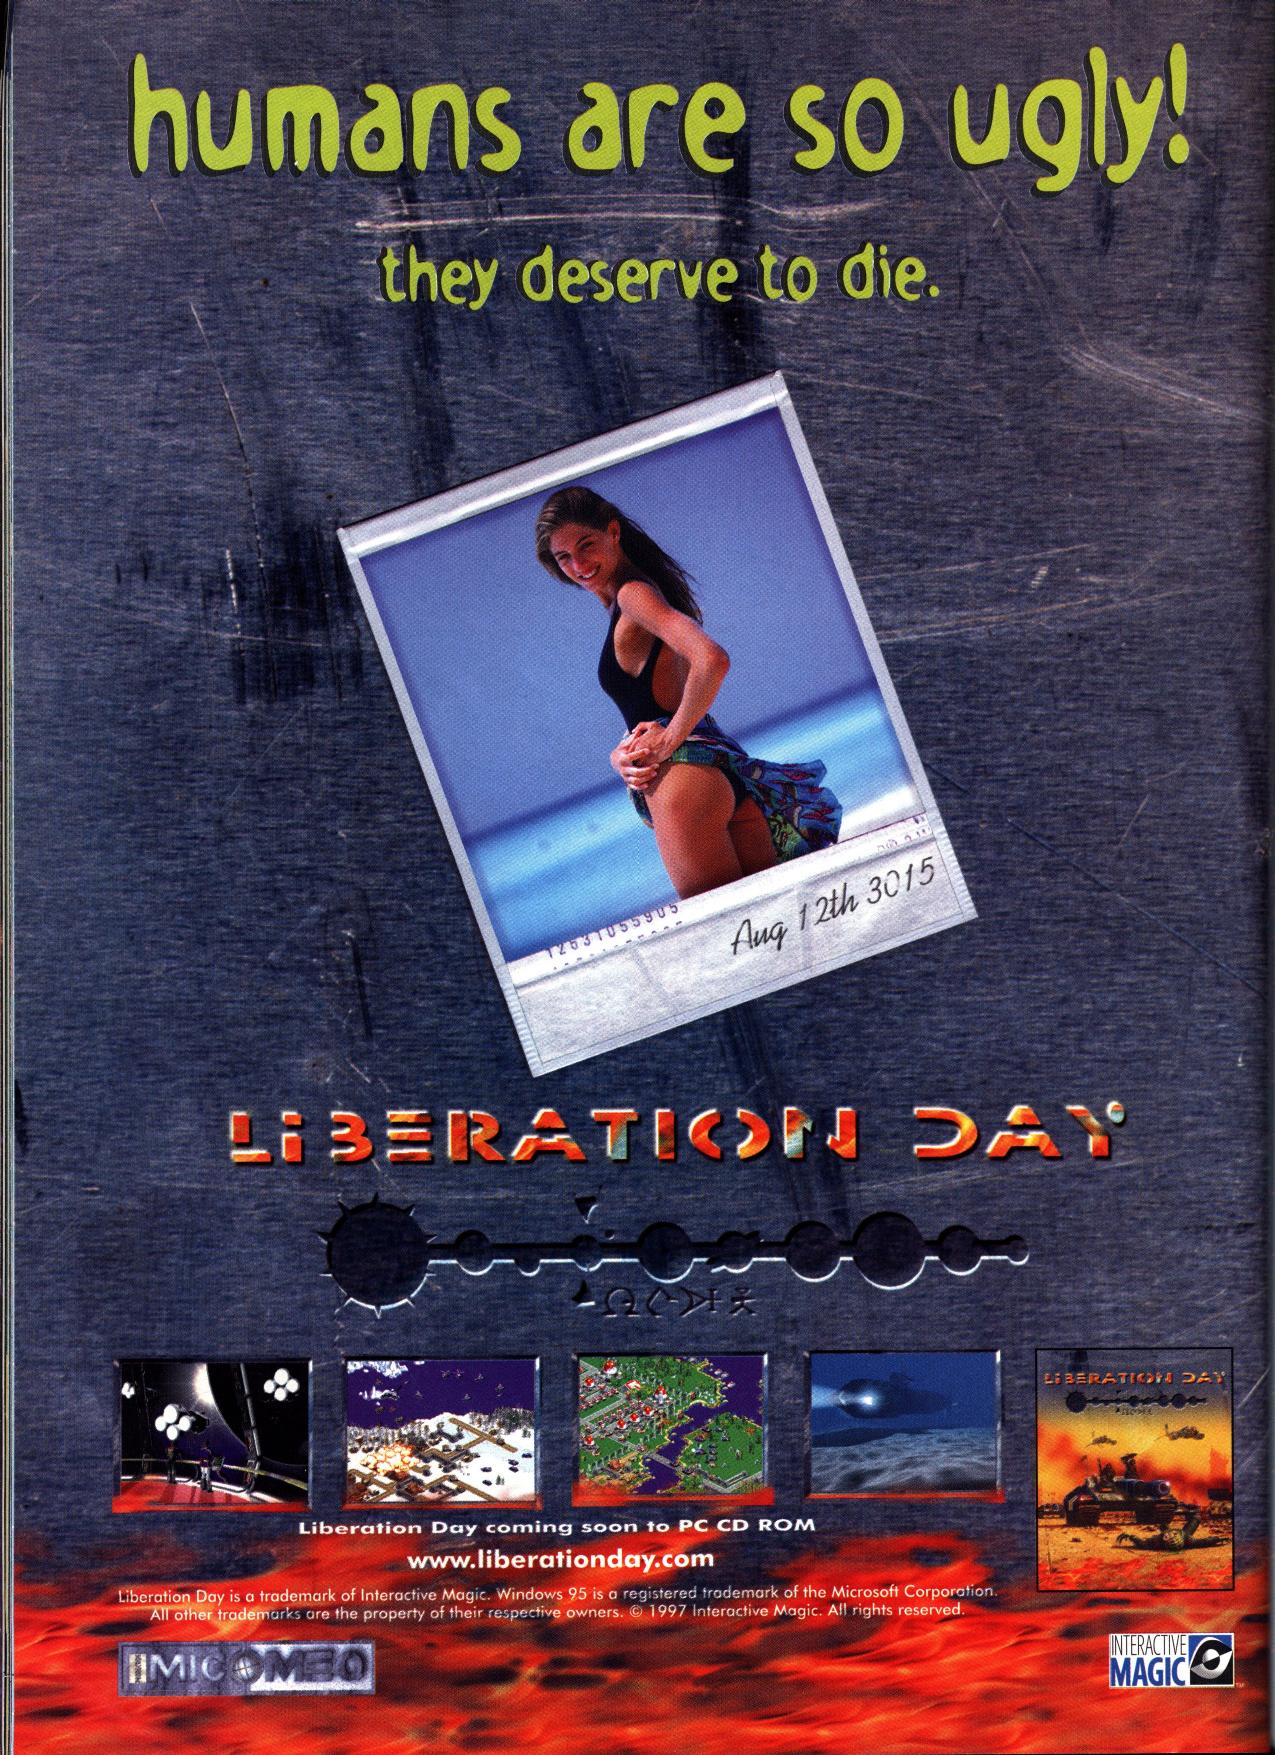 humans are so ugly!
they deserve to die.
12631055905
Aug 12th 3015
LiBERATION DAY
LiBERATION DAY
Liberation Day coming soon to PC CD ROM
www.liberationday.com
Liberation Day is a trademark of Interactive Magic. Windows 95 is a registered trademark of the Microsoft Corporation.
All other trademarks are the property of their respective owners. © 1997 Interactive Magic. All rights reserved.
INTERACTIVE
MAGIC